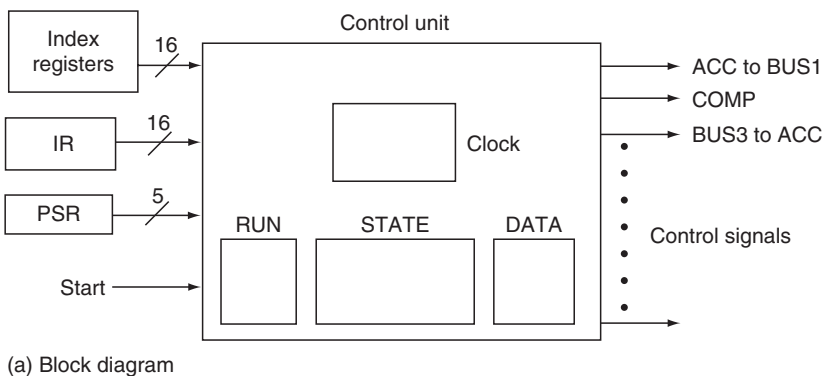 Control unit
Index
registers
16
ACC to BUS1
COMP
IR
16
Clock
BUS3 to ACC
PSR
5
RUN
STATE
DATA
Control signals
Start
(a) Block diagram